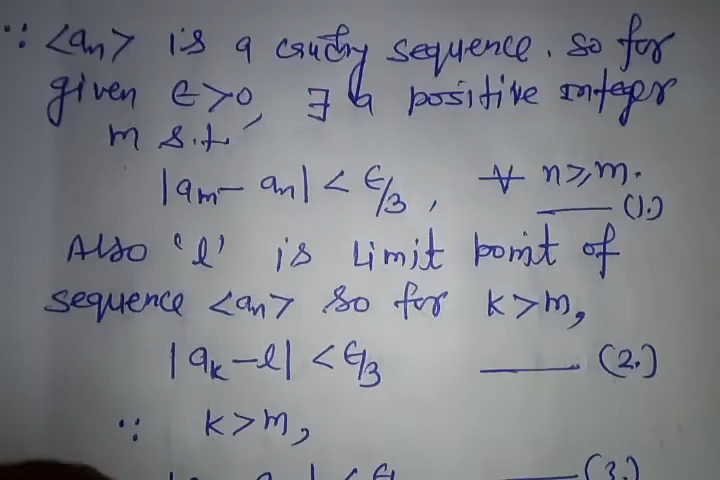 ∵ <an> is a cauchy sequence. so for
given ε>0, ∃ a positive integer
m s.t.
|am - an| < ε/3, ∀ n≥m.
——— (1.)
Also 'l' is limit point of
sequence <an> so for k>m,
|ak - l| < ε/3 ——— (2.)
∵ k>m,
——— (3.)